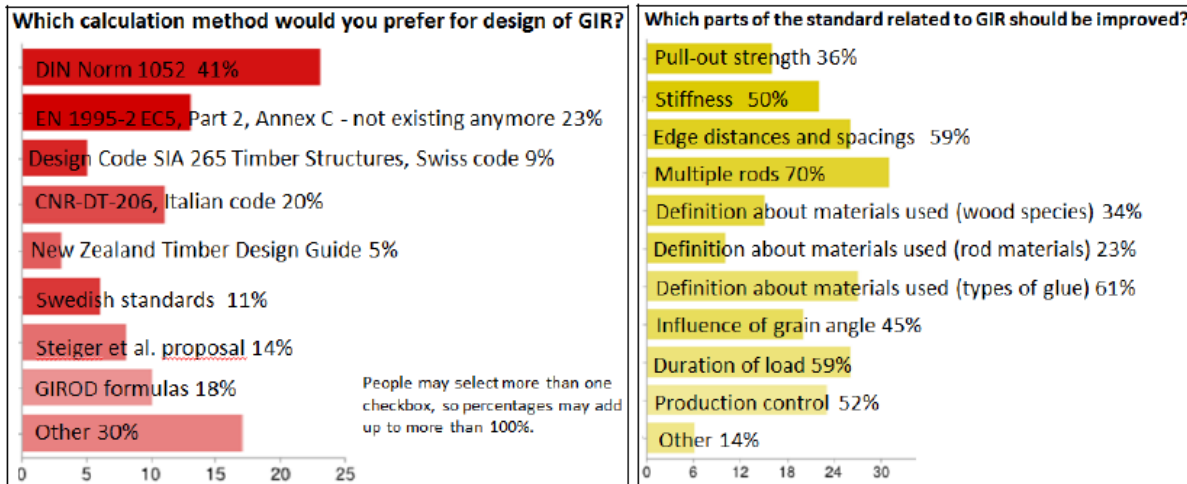 Which calculation method would you prefer for design of GIR?
DIN Norm 1052 41%
EN 1995-2 EC5, Part 2, Annex C - not existing anymore 23%
Design Code SIA 265 Timber Structures, Swiss code 9%
CNR-DT-206, Italian code 20%
New Zealand Timber Design Guide 5%
Swedish standards 11%
Steiger et al. proposal 14%
GIROD formulas 18%
Other 30%
People may select more than one
checkbox, so percentages may add
up to more than 100%.
0 5 10 15 20 25
Which parts of the standard related to GIR should be improved?
Pull-out strength 36%
Stiffness 50%
Edge distances and spacings 59%
Multiple rods 70%
Definition about materials used (wood species) 34%
Definition about materials used (rod materials) 23%
Definition about materials used (types of glue) 61%
Influence of grain angle 45%
Duration of load 59%
Production control 52%
Other 14%
0 6 12 18 24 30